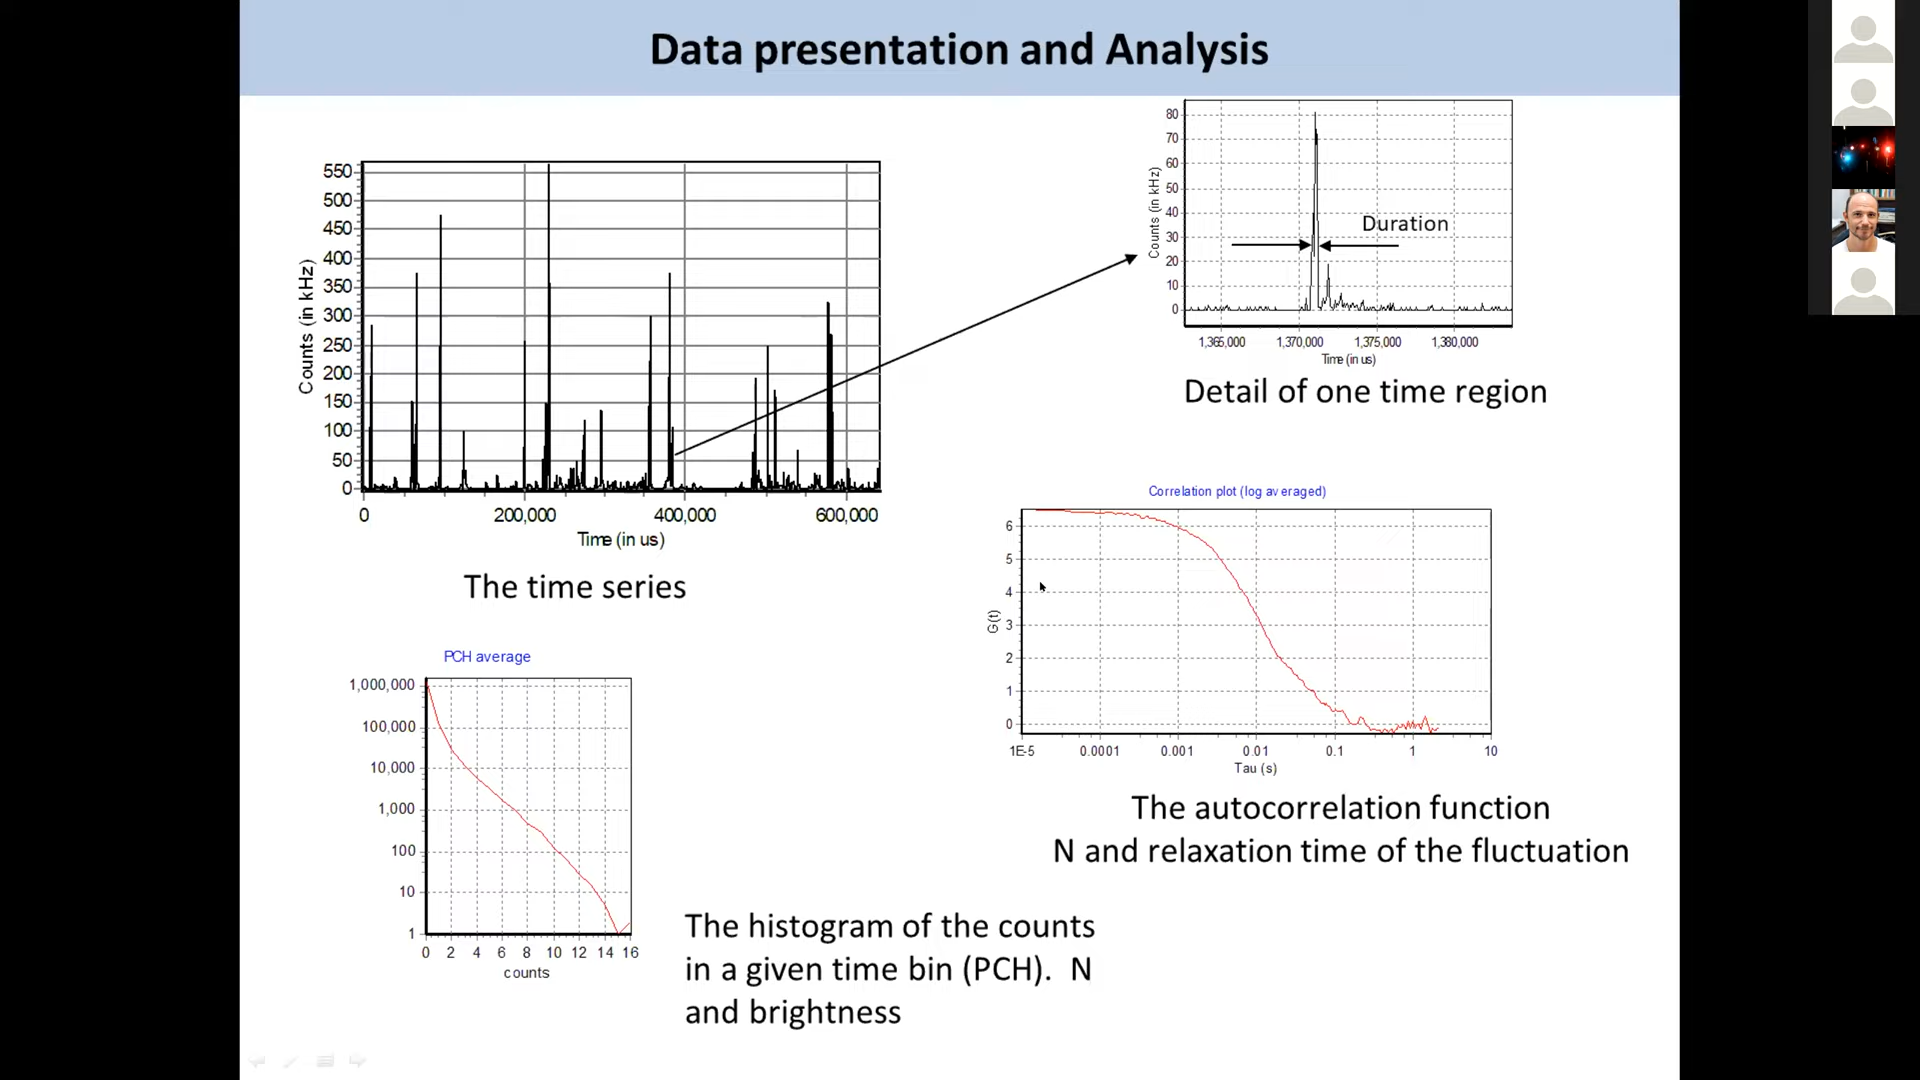 Data presentation and Analysis
550
500
450
400
350
300
250
200
150
100
50
0
Counts (in kHz)
0 200,000 400,000 600,000
Time (in us)
The time series
80
70
60
50
40
30
20
10
0
Counts (in kHz)
Duration
1,365,000 1,370,000 1,375,000 1,380,000
Time (in us)
Detail of one time region
Correlation plot (log averaged)
6
5
4
3
2
1
0
G(t)
1E-5 0.0001 0.001 0.01 0.1 1 10
Tau (s)
The autocorrelation function
N and relaxation time of the fluctuation
PCH average
1,000,000
100,000
10,000
1,000
100
10
1
0 2 4 6 8 10 12 14 16
counts
The histogram of the counts
in a given time bin (PCH). N
and brightness